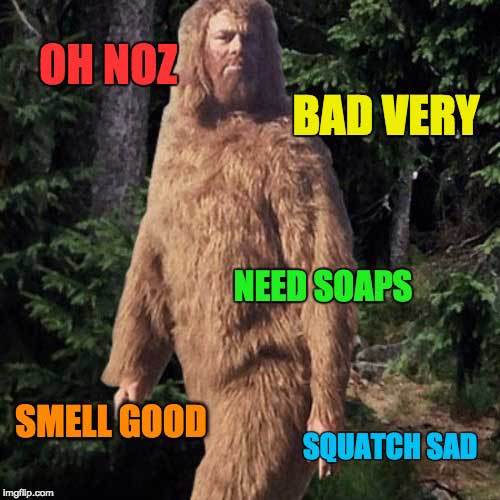 OH NOZ
BAD VERY
NEED SOAPS
SMELL GOOD
SQUATCH SAD
imgflip.com